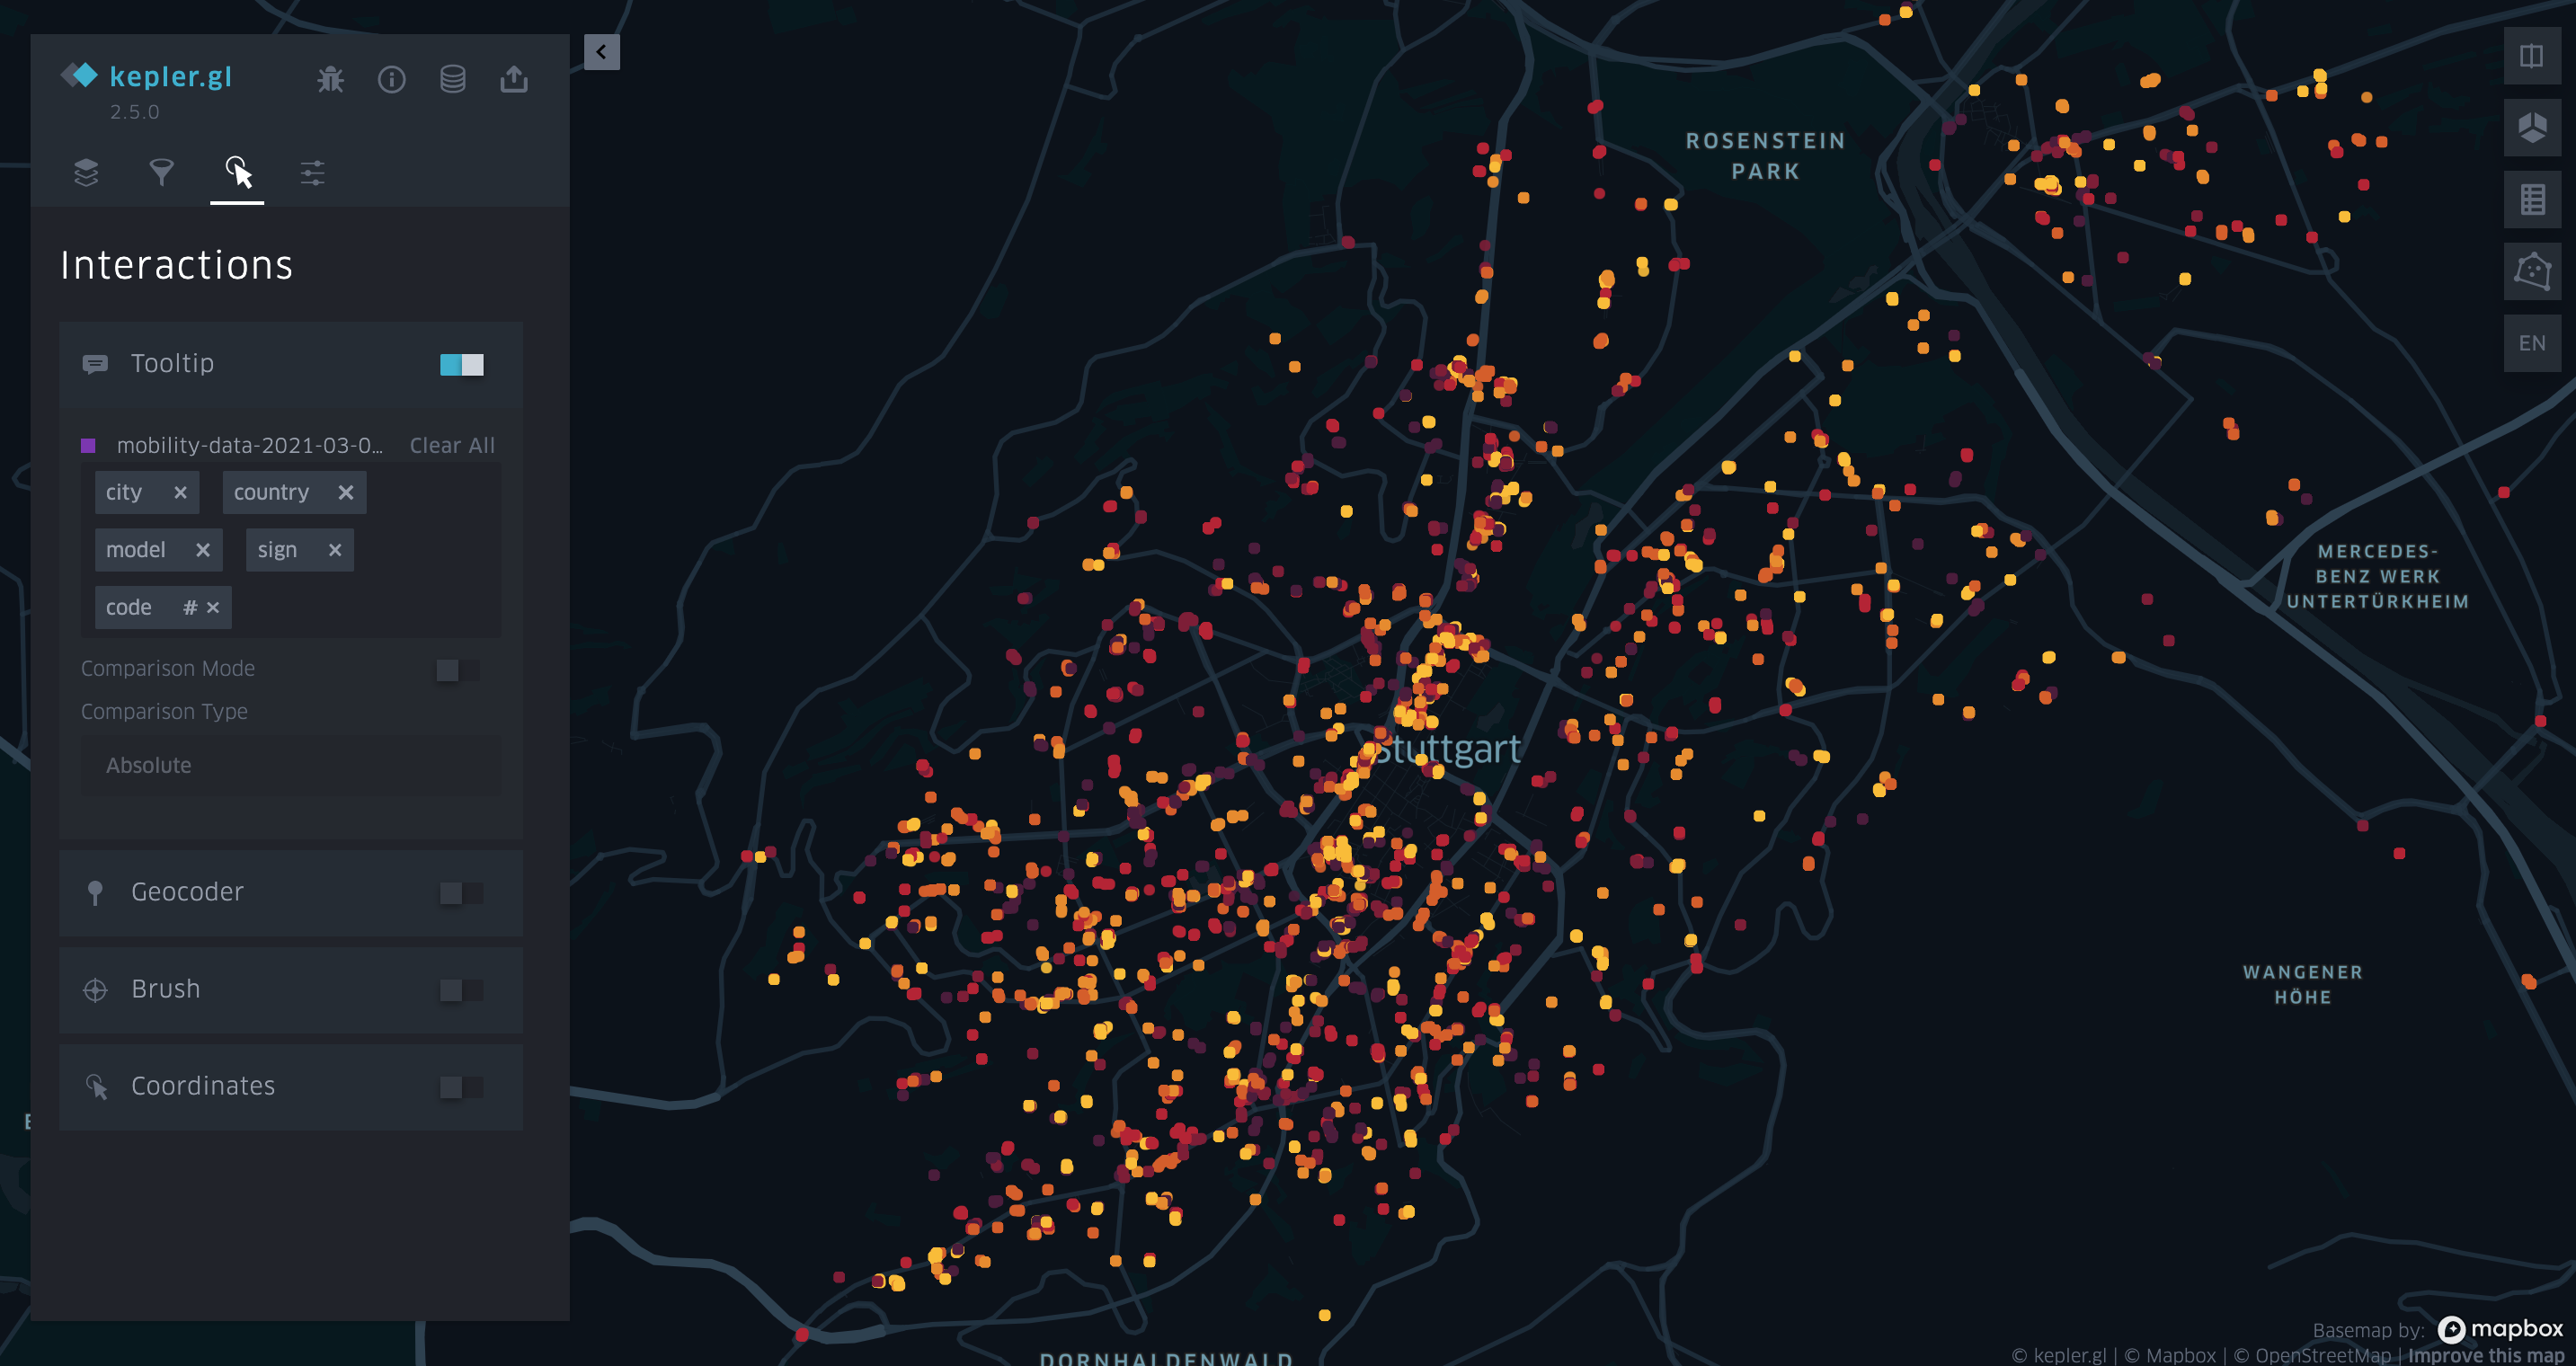 kepler.gl
2.5.0
Interactions
Tooltip
mobility-data-2021-03-0... Clear All
city × country ×
model × sign ×
code # ×
Comparison Mode
Comparison Type
Absolute
Geocoder
Brush
Coordinates
ROSENSTEIN
PARK
EN
MERCEDES-
BENZ WERK
UNTERTÜRKHEIM
Stuttgart
WANGENER
HÖHE
DORNHALDENWALD
Basemap by: mapbox
© kepler.gl | © Mapbox | © OpenStreetMap | Improve this map